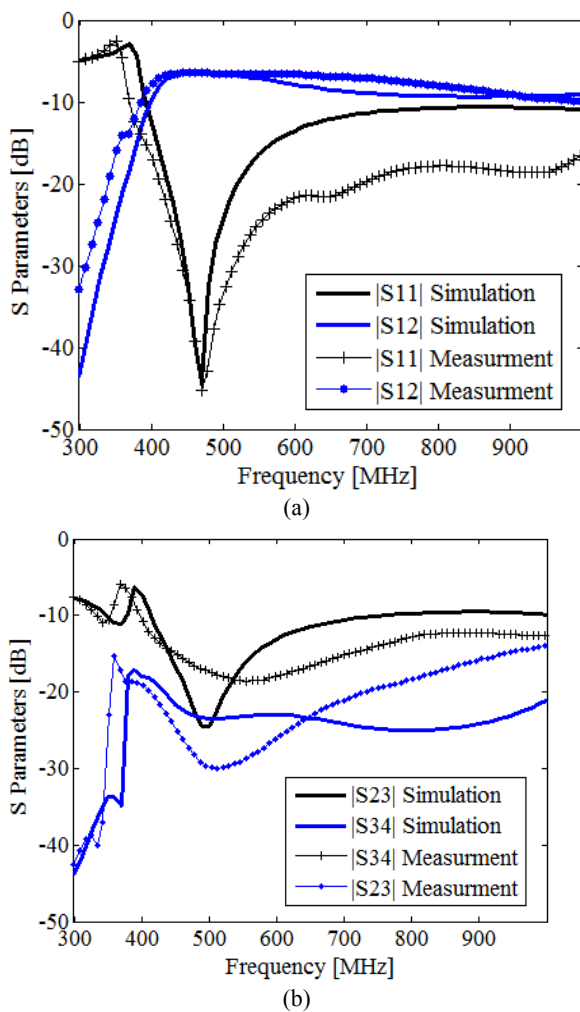 0
-10
-20
-30
-40
-50
S Parameters [dB]
|S11| Simulation
|S12| Simulation
|S11| Measurment
|S12| Measurment
300 400 500 600 700 800 900
Frequency [MHz]
(a)
0
-10
-20
-30
-40
-50
S Parameters [dB]
|S23| Simulation
|S34| Simulation
|S34| Measurment
|S23| Measurment
300 400 500 600 700 800 900
Frequency [MHz]
(b)